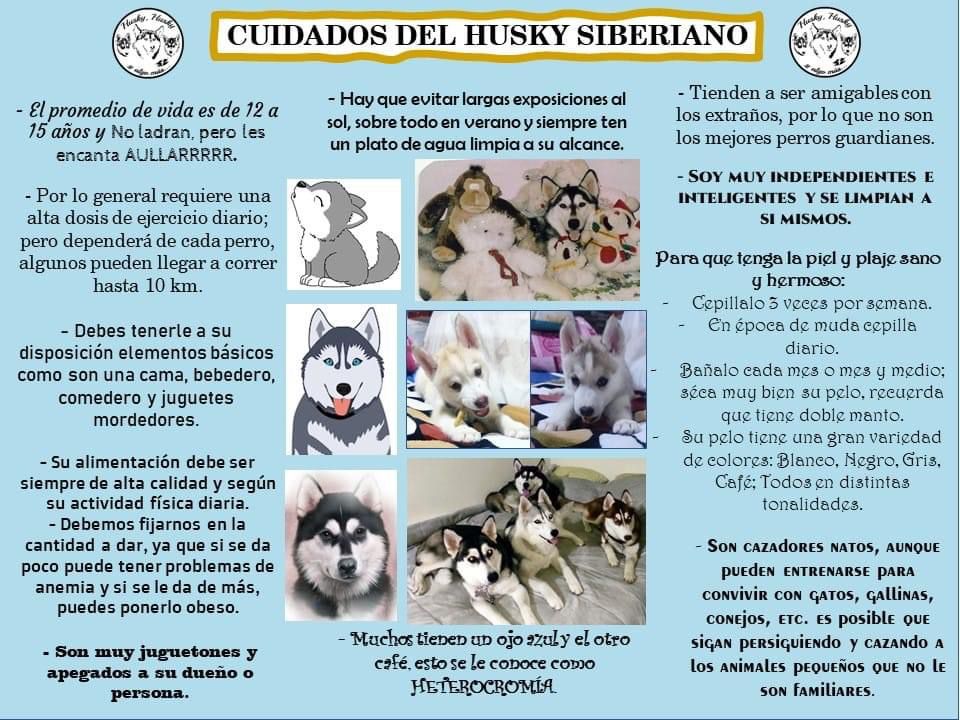 CUIDADOS DEL HUSKY SIBERIANO
Husky, Husky
y algo más...
Husky, Husky
y algo más...
- El promedio de vida es de 12 a
15 años y No ladran, pero les
encanta AULLARRRRR.
- Por lo general requiere una
alta dosis de ejercicio diario;
pero dependerá de cada perro,
algunos pueden llegar a correr
hasta 10 km.
- Debes tenerle a su
disposición elementos básicos
como son una cama, bebedero,
comedero y juguetes
mordedores.
- Su alimentación debe ser
siempre de alta calidad y según
su actividad física diaria.
- Debemos fijarnos en la
cantidad a dar, ya que si se da
poco puede tener problemas de
anemia y si se le da de más,
puedes ponerlo obeso.
- Son muy juguetones y
apegados a su dueño o
persona.
- Hay que evitar largas exposiciones al
sol, sobre todo en verano y siempre ten
un plato de agua limpia a su alcance.
- Muchos tienen un ojo azul y el otro
café, esto se le conoce como
HETEROCROMÍA.
- Tienden a ser amigables con
los extraños, por lo que no son
los mejores perros guardianes.
- Soy muy independientes e
inteligentes y se limpian a
si mismos.
Para que tenga la piel y plaje sano
y hermoso:
- Cepillalo 3 veces por semana.
- En época de muda cepilla
diario.
- Bañalo cada mes o mes y medio;
séca muy bien su pelo, recuerda
que tiene doble manto.
- Su pelo tiene una gran variedad
de colores: Blanco, Negro, Gris,
Café; Todos en distintas
tonalidades.
- Son cazadores natos, aunque
pueden entrenarse para
convivir con gatos, gallinas,
conejos, etc. es posible que
sigan persiguiendo y cazando a
los animales pequeños que no le
son familiares.